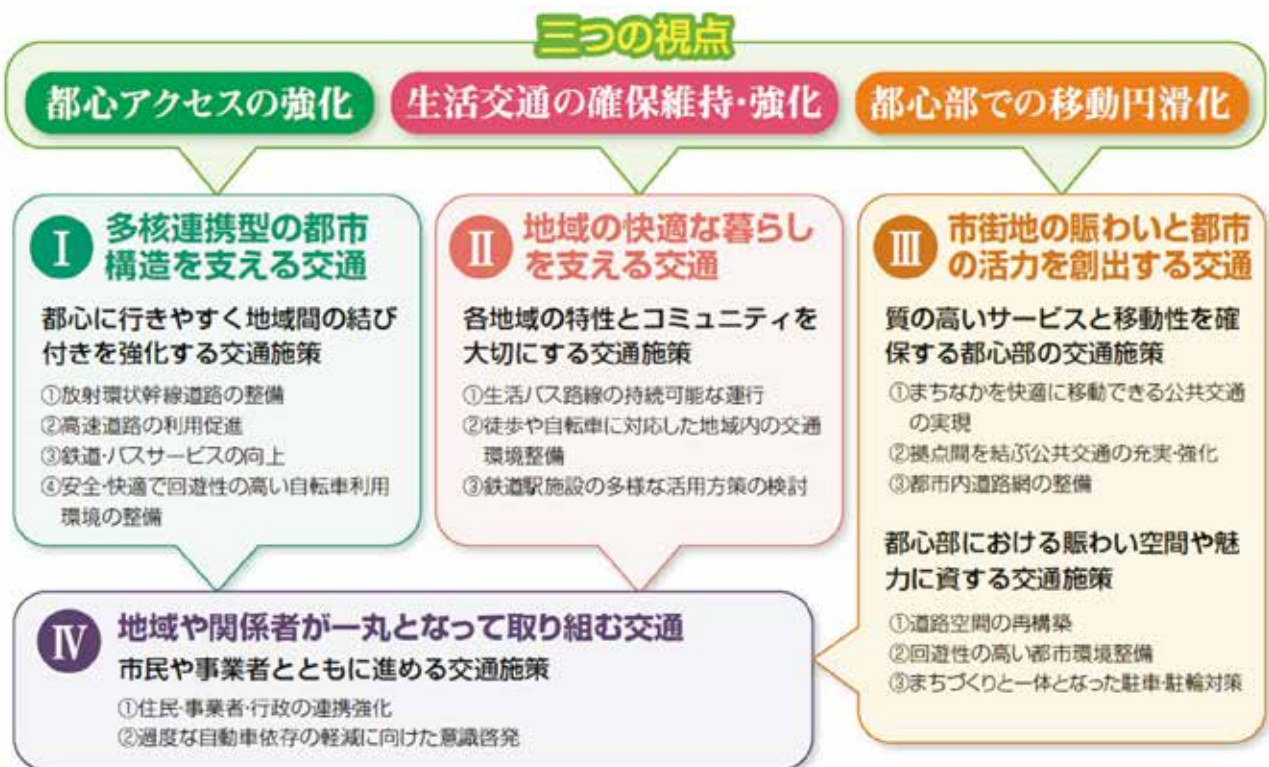 三つの視点
都心アクセスの強化
生活交通の確保維持・強化
都心部での移動円滑化
Ⅰ
多核連携型の都市
構造を支える交通
都心に行きやすく地域間の結び
付きを強化する交通施策
①放射環状幹線道路の整備
②高速道路の利用促進
③鉄道・バスサービスの向上
④安全・快適で回遊性の高い自転車利用
環境の整備
Ⅱ
地域の快適な暮らし
を支える交通
各地域の特性とコミュニティを
大切にする交通施策
①生活バス路線の持続可能な運行
②徒歩や自転車に対応した地域内の交通
環境整備
③鉄道駅施設の多様な活用方策の検討
Ⅲ
市街地の賑わいと都市
の活力を創出する交通
質の高いサービスと移動性を確
保する都心部の交通施策
①まちなかを快適に移動できる公共交通
の実現
②拠点間を結ぶ公共交通の充実・強化
③都市内道路網の整備
都心部における賑わい空間や魅
力に資する交通施策
①道路空間の再構築
②回遊性の高い都市環境整備
③まちづくりと一体となった駐車・駐輪対策
Ⅳ
地域や関係者が一丸となって取り組む交通
市民や事業者とともに進める交通施策
①住民・事業者・行政の連携強化
②過度な自動車依存の軽減に向けた意識啓発